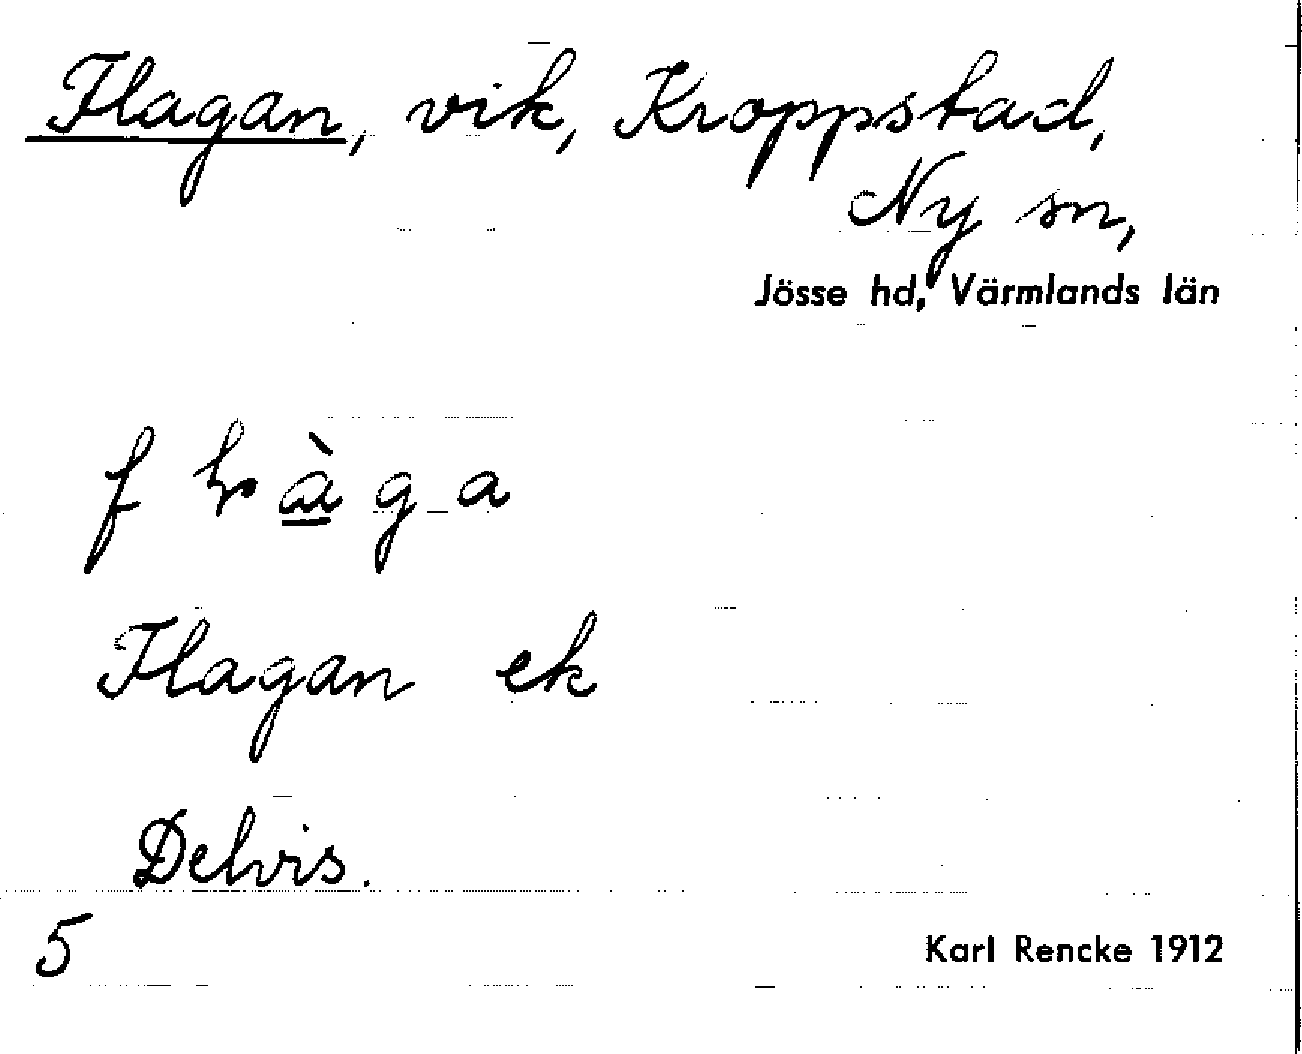 Flagan, vik, Kroppstad,
Ny sn,
Jösse hd, Värmlands län
Flagan ek
Delvis.
5
Karl Rencke 1912